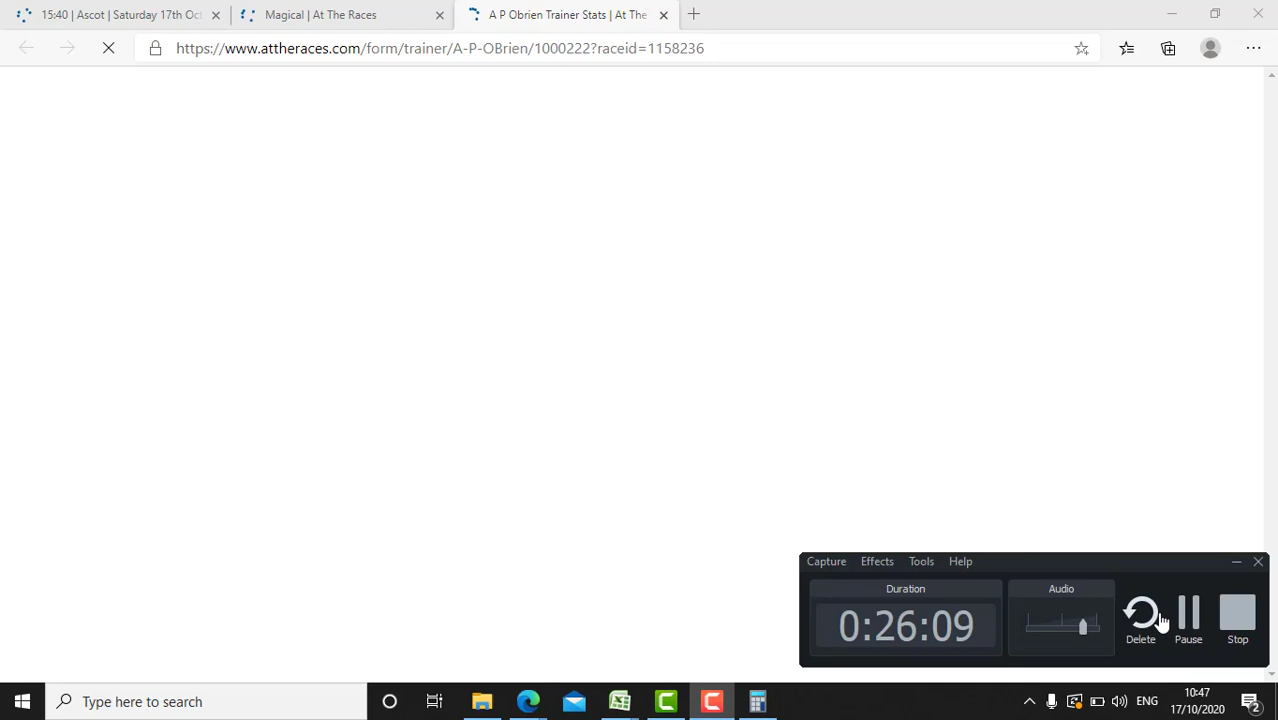 15:40 | Ascot | Saturday 17th Oct
Magical | At The Races
A P Obrien Trainer Stats | At The
https://www.attheraces.com/form/trainer/A-P-OBrien/1000222?raceid=1158236
Capture Effects Tools Help
Duration
Audio
0:26:09
Delete
Pause
Stop
Type here to search
ENG
10:47
17/10/2020
2